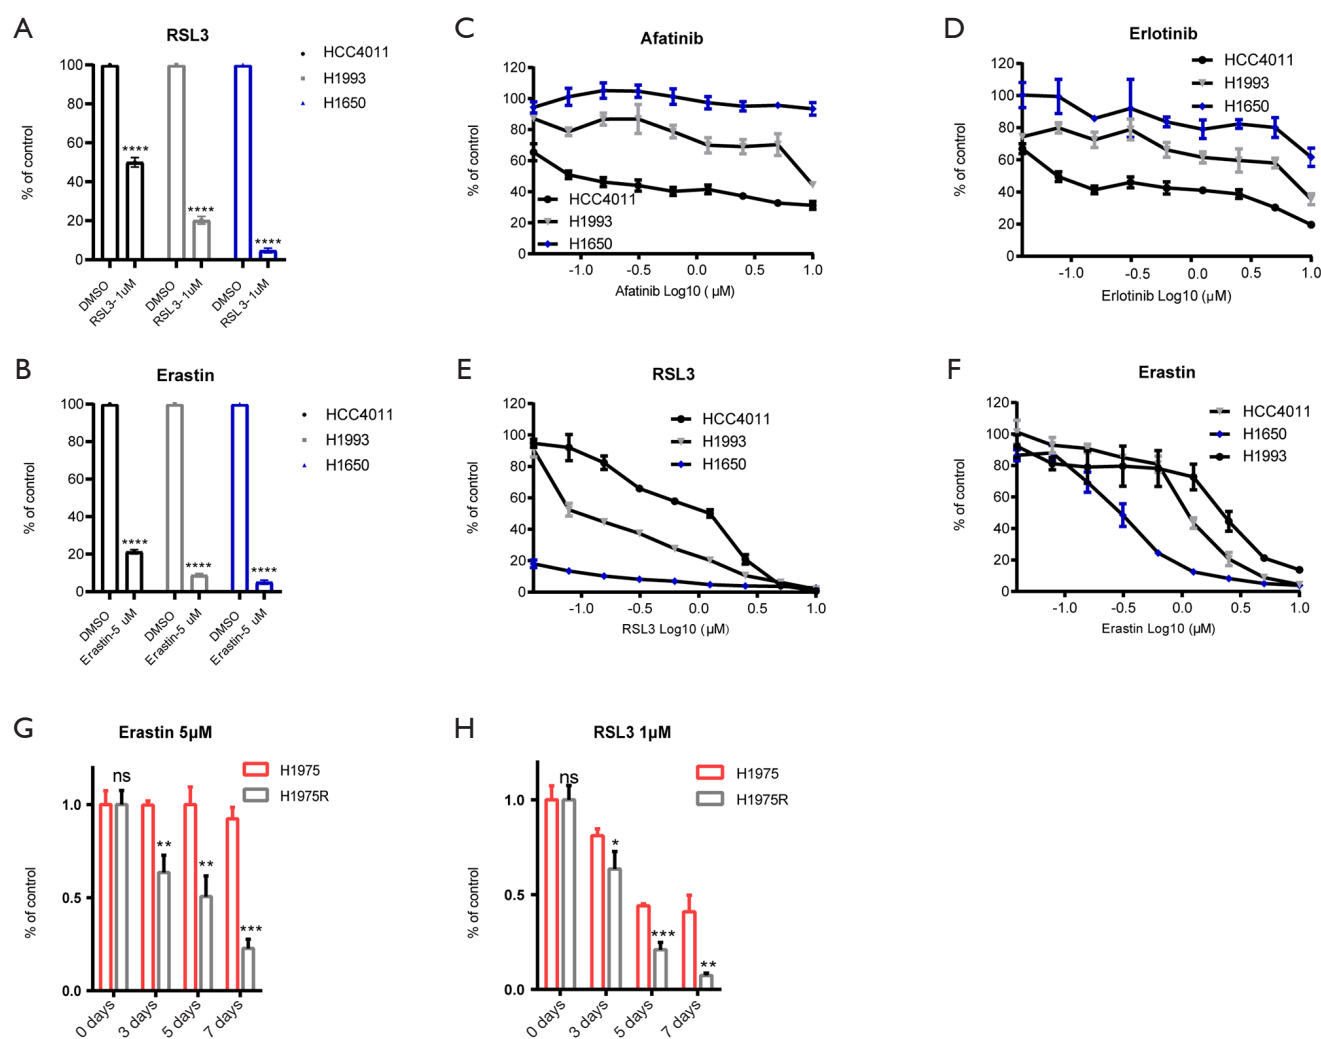 A
RSL3
HCC4011
H1993
H1650
% of control
100
80
60
40
20
0
****
****
****
DMSO
RSL3- 1uM
DMSO
RSL3-1uM
DMSO
RSL3-1uM
C
Afatinib
% of control
120
100
80
60
40
20
0
HCC4011
H1993
H1650
-1.0
-0.5
0.0
0.5
1.0
Afatinib Log10 ( µM)
D
Erlotinib
HCC4011
H1993
H1650
% of control
120
100
80
60
40
20
0
-1.0
-0.5
0.0
0.5
1.0
Erlotinib Log10 (µM)
B
Erastin
HCC4011
H1993
H1650
% of control
100
80
60
40
20
0
****
****
****
DMSO
Erastin-5 uM
DMSO
Erastin-5 uM
DMSO
Erastin-5 uM
E
RSL3
HCC4011
H1993
H1650
% of control
120
100
80
60
40
20
0
-1.0
-0.5
0.0
0.5
1.0
RSL3 Log10 (µM)
F
Erastin
HCC4011
H1650
H1993
% of control
120
100
80
60
40
20
0
-1.0
-0.5
0.0
0.5
1.0
Erastin Log10 (µM)
G
Erastin 5µM
H1975
H1975R
% of control
1.0
0.5
0.0
ns
**
**
***
0 days
3 days
5 days
7 days
H
RSL3 1µM
H1975
H1975R
% of control
1.0
0.5
0.0
ns
*
***
**
0 days
3 days
5 days
7 days